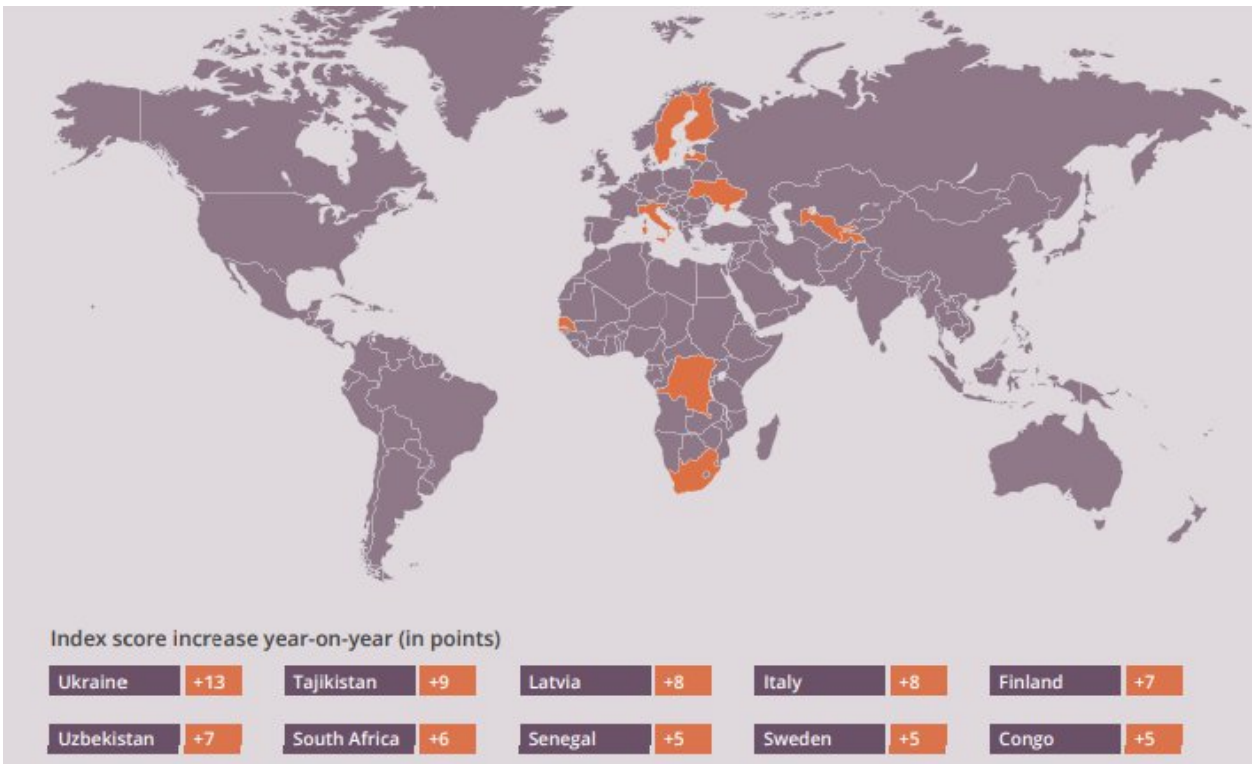 Index score increase year-on-year (in points)
Ukraine +13 Tajikistan +9 Latvia +8 Italy +8 Finland +7
Uzbekistan +7 South Africa +6 Senegal +5 Sweden +5 Congo +5